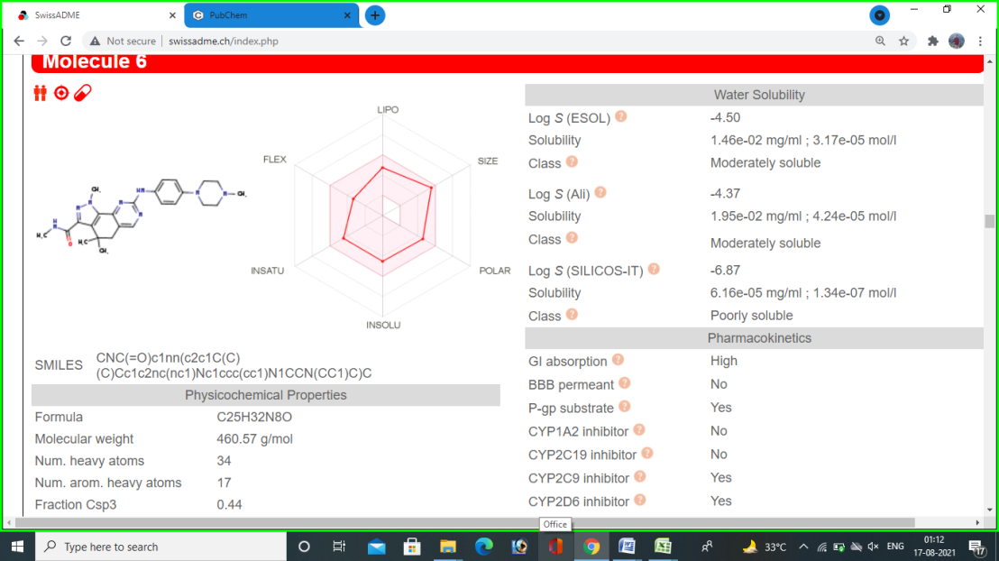 SwissADME
PubChem
Not secure
swissadme.ch/index.php
Molecule 6
LIPO
FLEX
SIZE
INSATU
POLAR
INSOLU
SMILES CNC(=O)c1nn(c2c1C(C)
(C)Cc1c2nc(nc1)Nc1ccc(cc1)N1CCN(CC1)C)C
Physicochemical Properties
Formula C25H32N8O
Molecular weight 460.57 g/mol
Num. heavy atoms 34
Num. arom. heavy atoms 17
Fraction Csp3 0.44
Water Solubility
Log S (ESOL) ? -4.50
Solubility 1.46e-02 mg/ml ; 3.17e-05 mol/l
Class ? Moderately soluble
Log S (Ali) ? -4.37
Solubility 1.95e-02 mg/ml ; 4.24e-05 mol/l
Class ? Moderately soluble
Log S (SILICOS-IT) ? -6.87
Solubility 6.16e-05 mg/ml ; 1.34e-07 mol/l
Class ? Poorly soluble
Pharmacokinetics
GI absorption ? High
BBB permeant ? No
P-gp substrate ? Yes
CYP1A2 inhibitor ? No
CYP2C19 inhibitor ? No
CYP2C9 inhibitor ? Yes
CYP2D6 inhibitor ? Yes
Office
Type here to search
33°C
ENG
01:12
17-08-2021
17